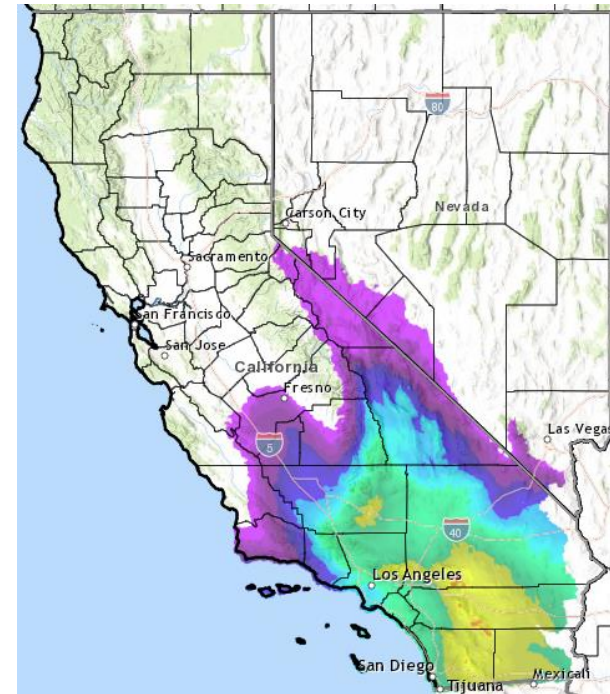 80
Carson City
Nevada
Sacramento
San Francisco
San Jose
California
Fresno
5
Las Vegas
40
Los Angeles
San Diego
Mexicali
Tijuana